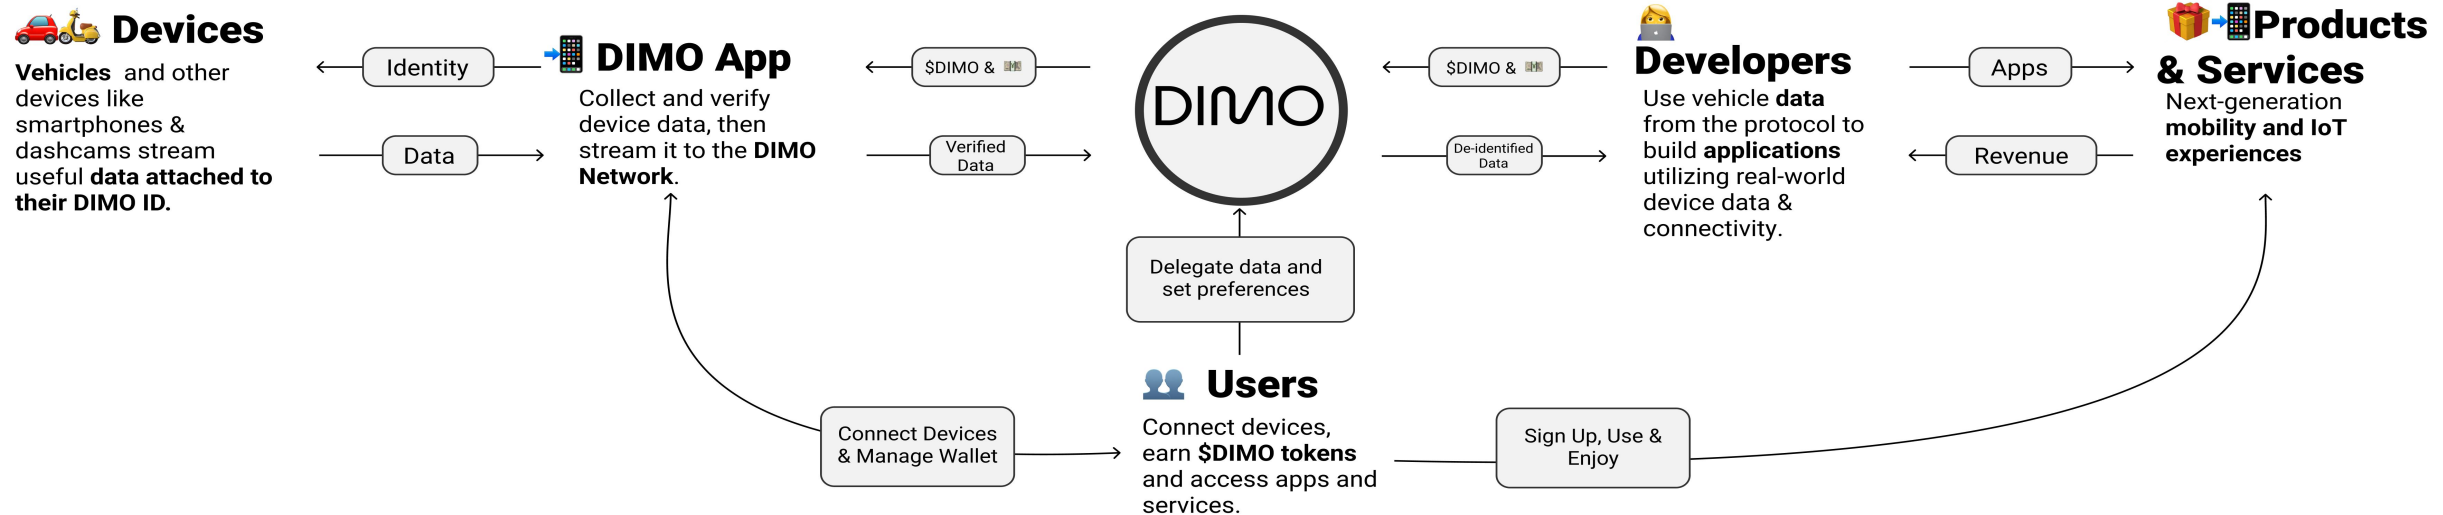 Devices
Vehicles and other
devices like
smartphones &
dashcams stream
useful data attached to
their DIMO ID.
Identity
Data
DIMO App
Collect and verify
device data, then
stream it to the DIMO
Network.
$DIMO &
Verified
Data
DIMO
$DIMO &
De-identified
Data
Developers
Use vehicle data
from the protocol to
build applications
utilizing real-world
device data &
connectivity.
Apps
Revenue
Products
& Services
Next-generation
mobility and IoT
experiences
Delegate data and
set preferences
Users
Connect devices,
earn $DIMO tokens
and access apps and
services.
Connect Devices
& Manage Wallet
Sign Up, Use &
Enjoy